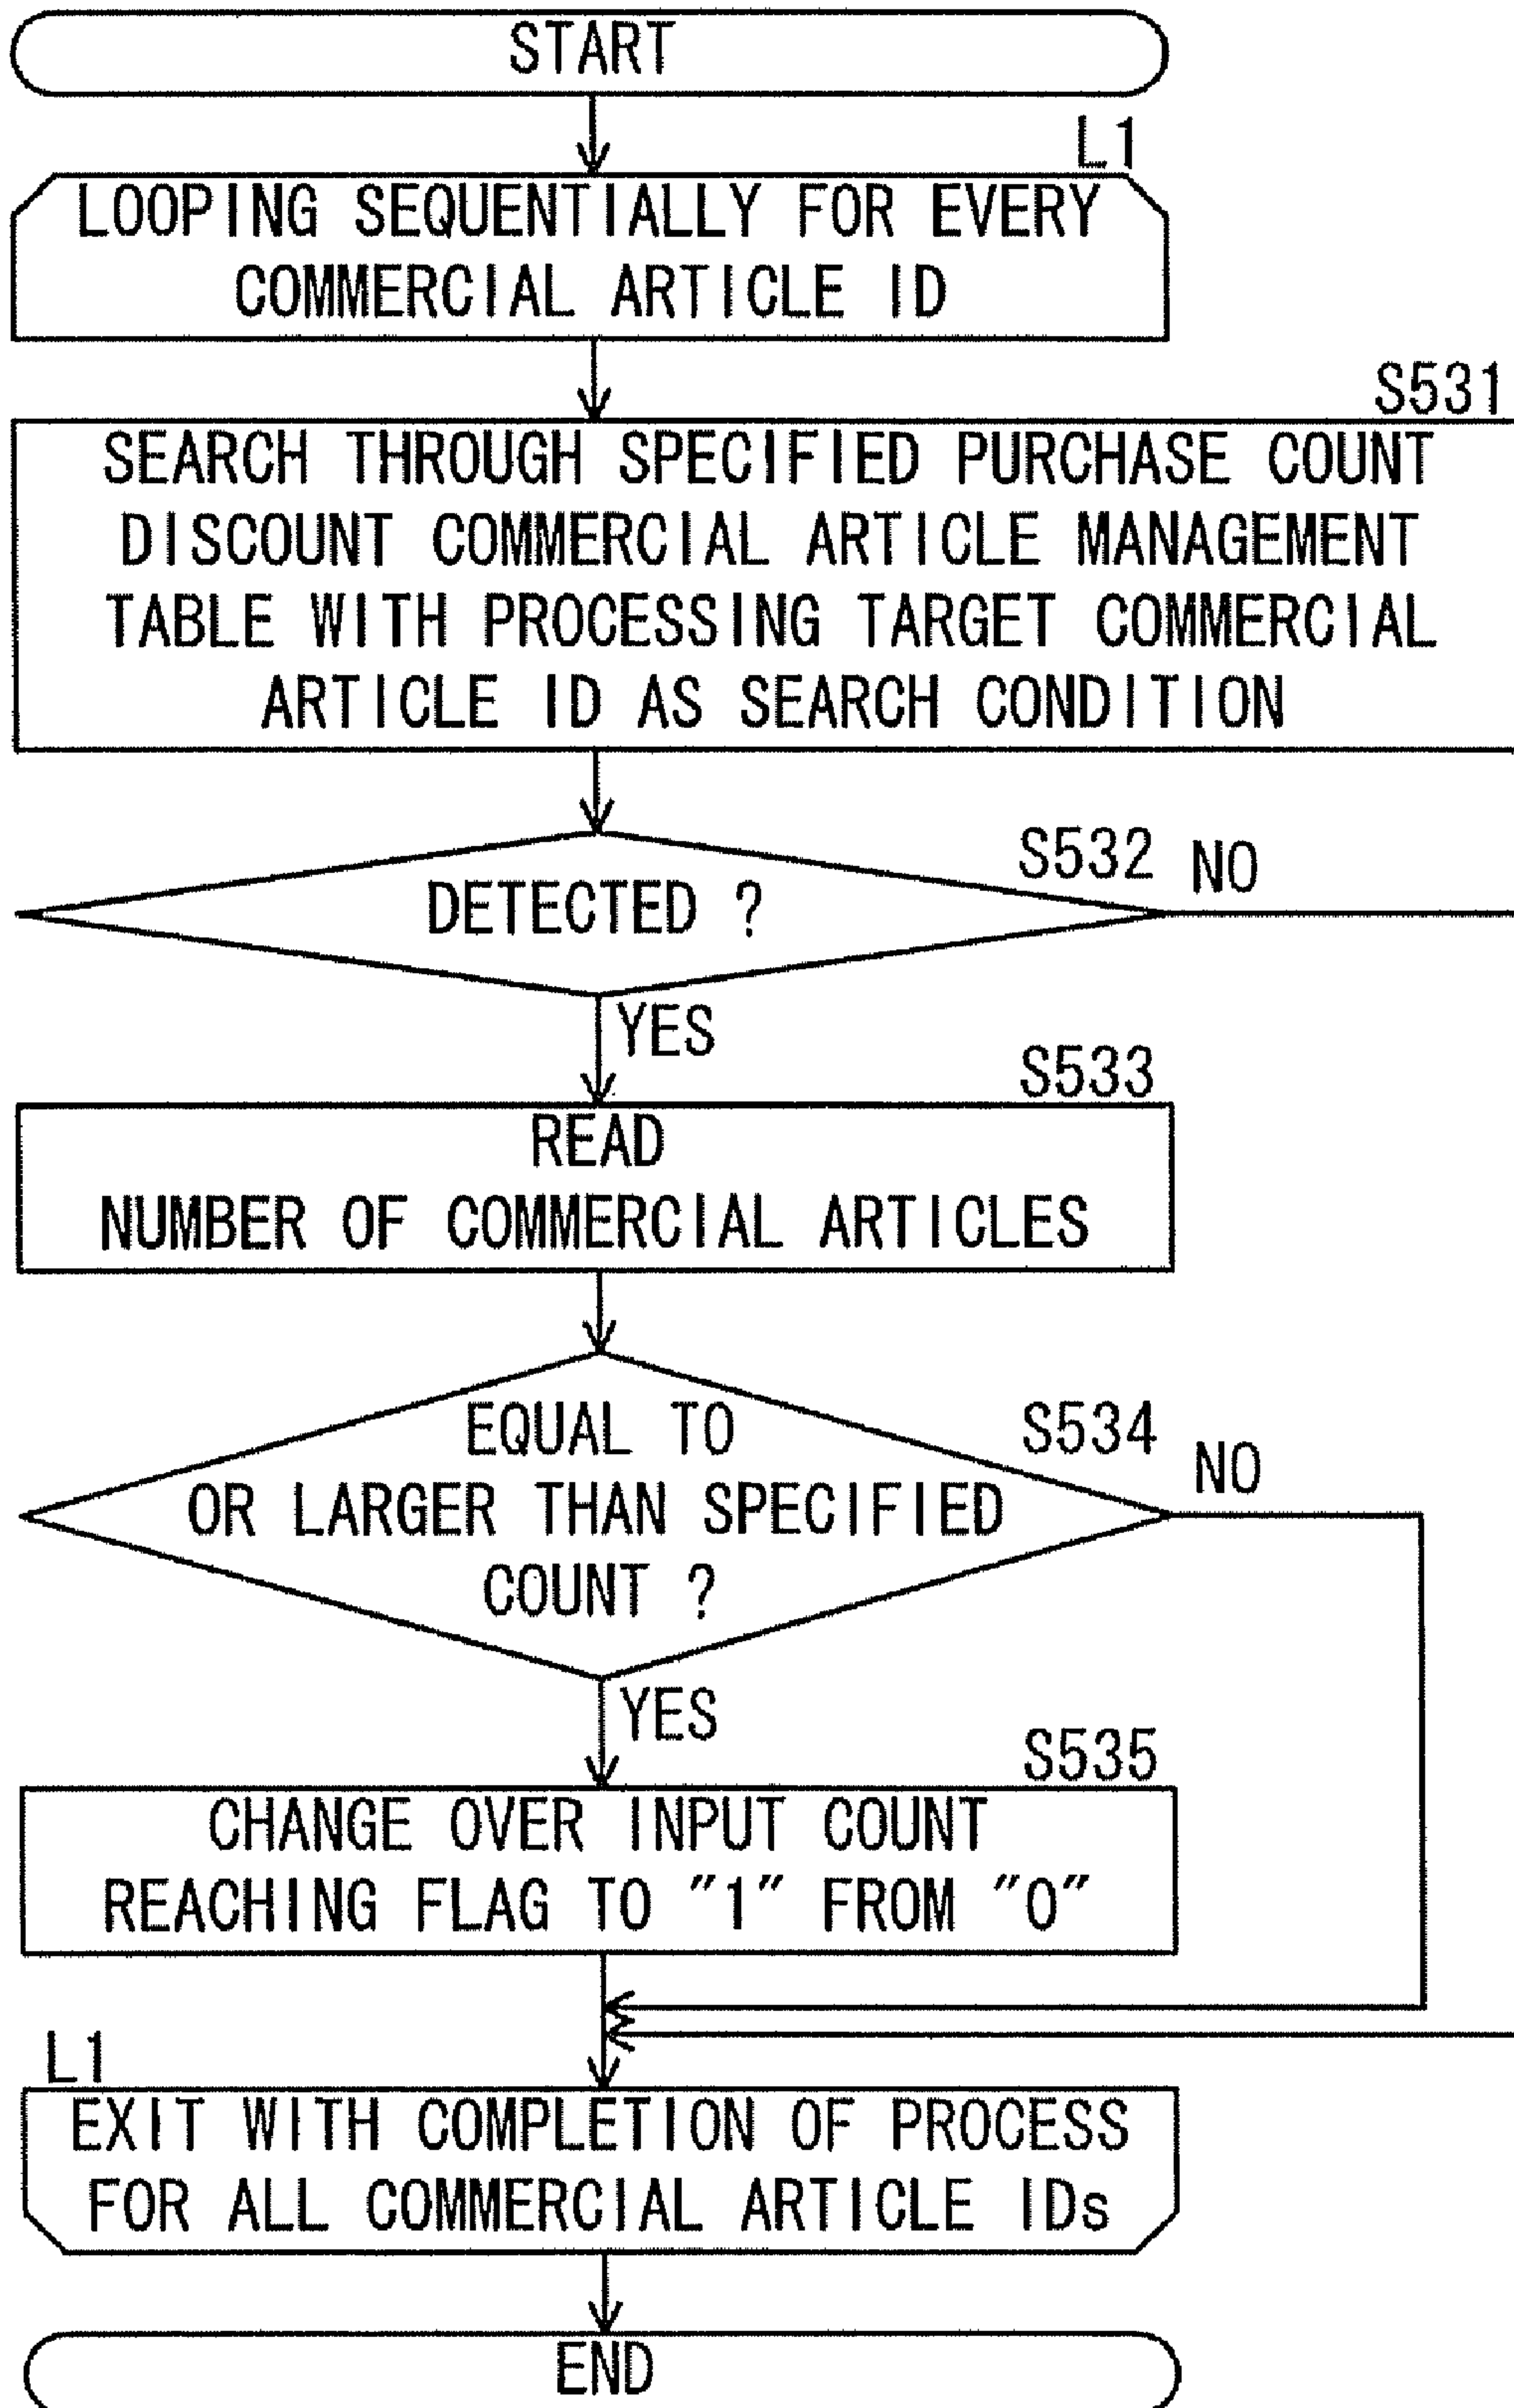 START
L1
LOOPING SEQUENTIALLY FOR EVERY
COMMERCIAL ARTICLE ID
S531
SEARCH THROUGH SPECIFIED PURCHASE COUNT
DISCOUNT COMMERCIAL ARTICLE MANAGEMENT
TABLE WITH PROCESSING TARGET COMMERCIAL
ARTICLE ID AS SEARCH CONDITION
S532
NO
DETECTED ?
YES
S533
READ
NUMBER OF COMMERCIAL ARTICLES
EQUAL TO
S534
NO
OR LARGER THAN SPECIFIED
COUNT ?
YES
S535
CHANGE OVER INPUT COUNT
REACHING FLAG TO "1" FROM "0"
L1
EXIT WITH COMPLETION OF PROCESS
FOR ALL COMMERCIAL ARTICLE IDs
END